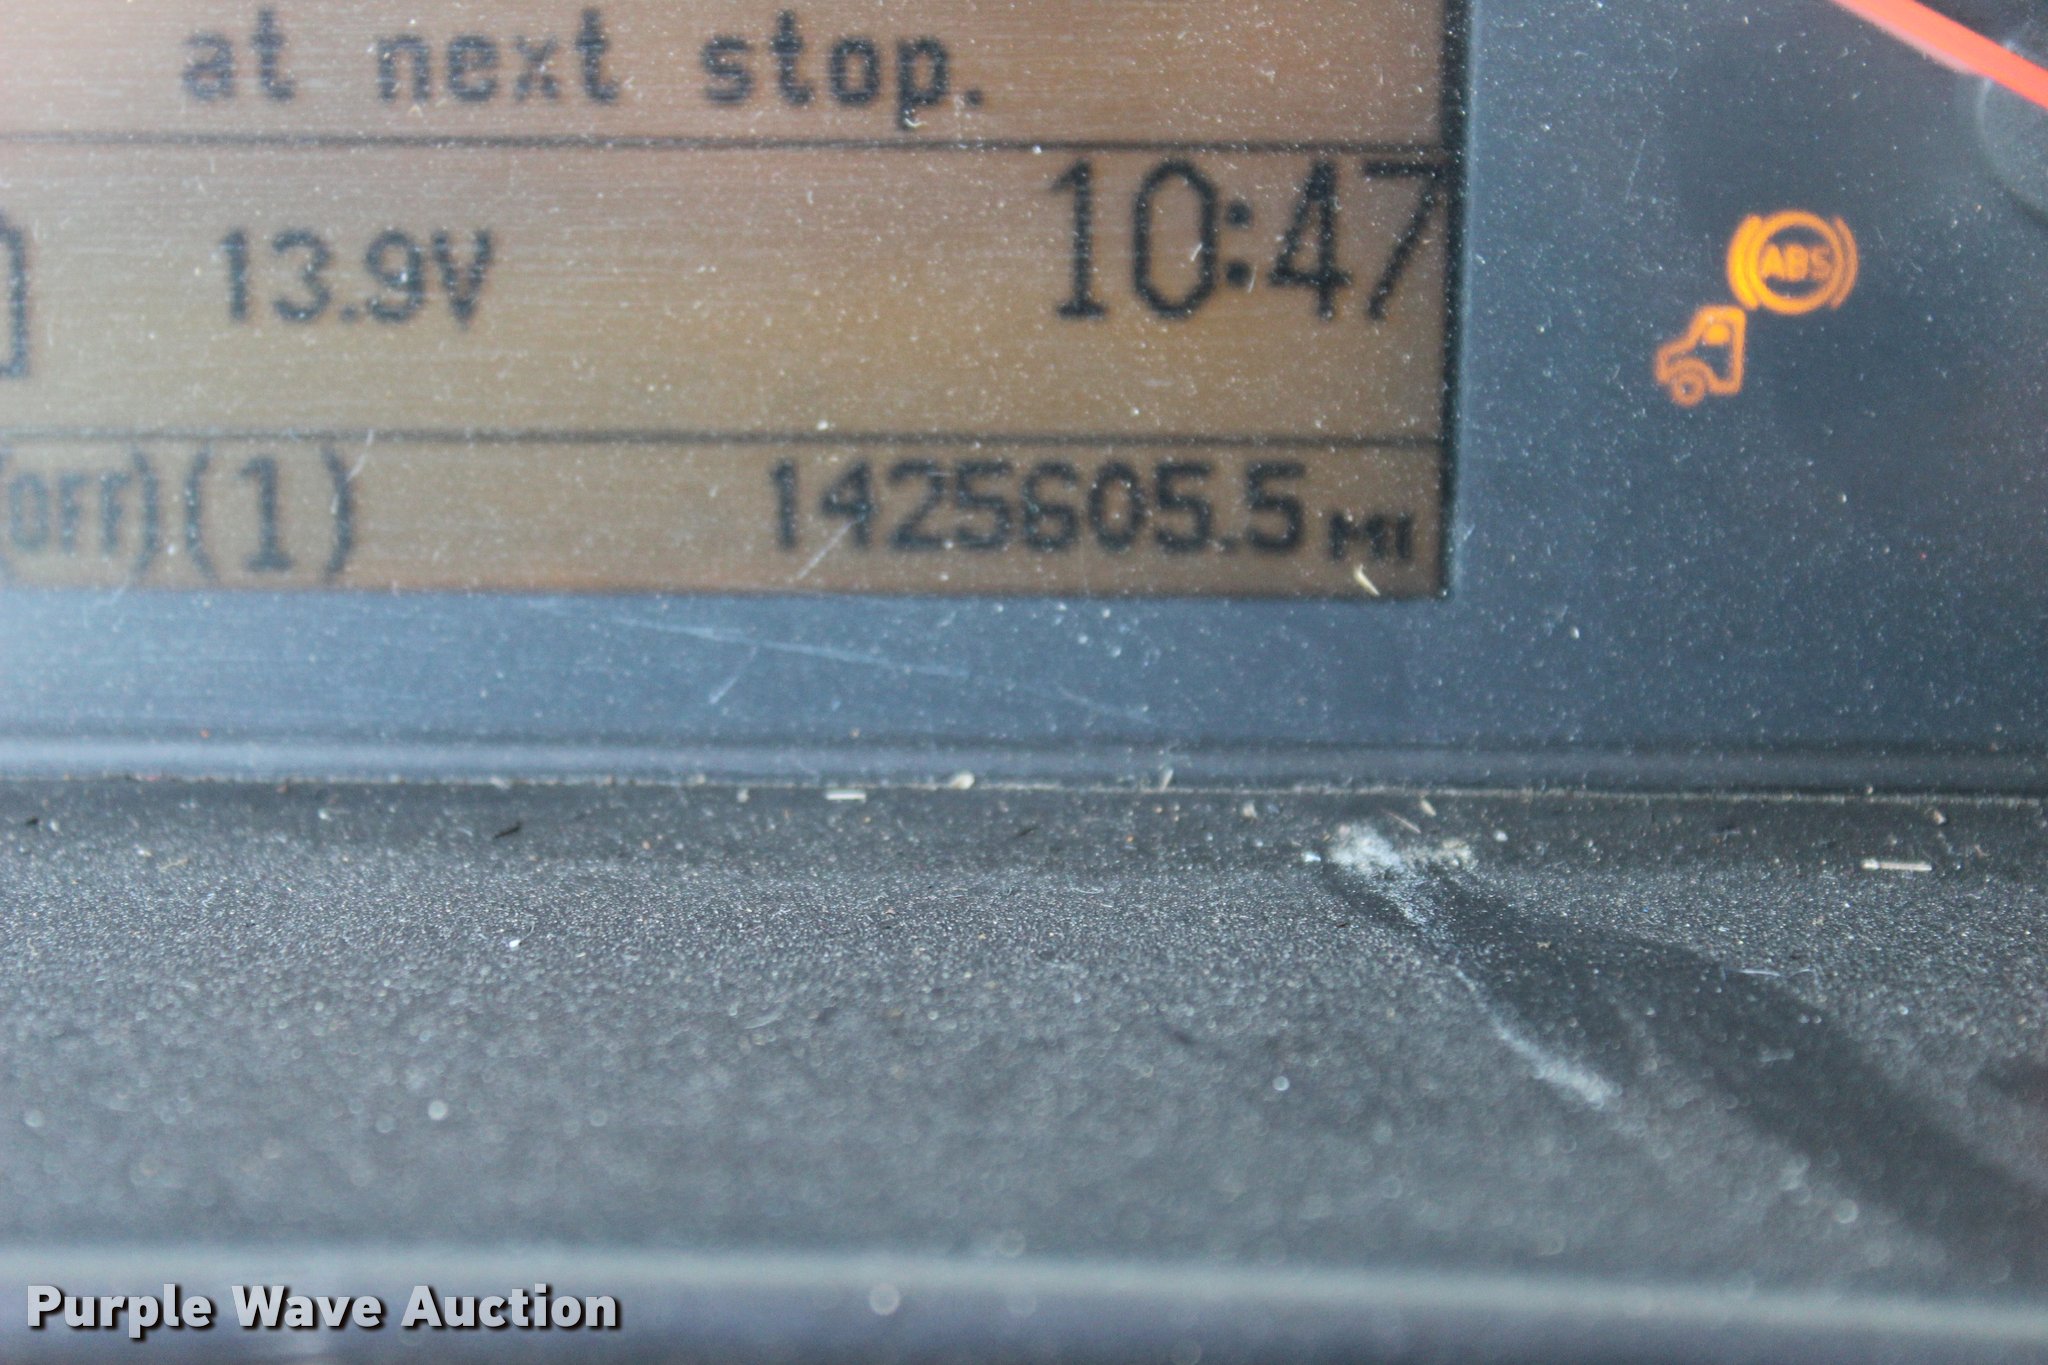 at next stop.
13.9V
10:47
ABS
(off)(1)
1425605.5 MI
Purple Wave Auction